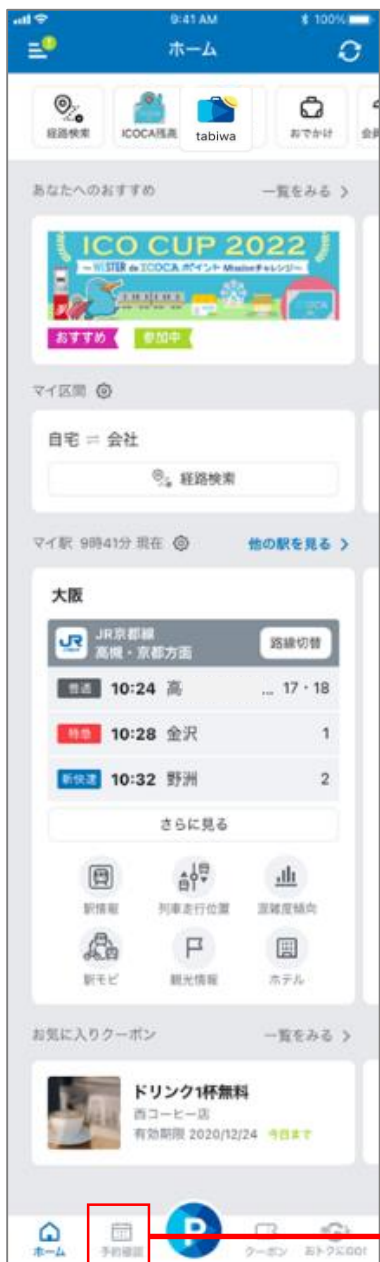 9:41 AM
100%
ホーム
経路検索
ICOCA残高
tabiwa
おでかけ
会員
あなたへのおすすめ
一覧をみる
ICO CUP 2022
~WESTER de ICOCA ポイント Missionチャレンジ~
おすすめ
参加中
マイ区間
自宅 ⇌ 会社
経路検索
マイ駅 9時41分 現在
他の駅を見る
大阪
JR
JR京都線
高槻・京都方面
路線切替
普通 10:24 高 ... 17・18
特急 10:28 金沢 1
新快速 10:32 野洲 2
さらに見る
駅情報
列車走行位置
混雑度傾向
駅モビ
観光情報
ホテル
お気に入りクーポン
一覧をみる
ドリンク1杯無料
西コーヒー店
有効期限 2020/12/24 今日まで
ホーム
予約確認
P
クーポン
おトクにGO!